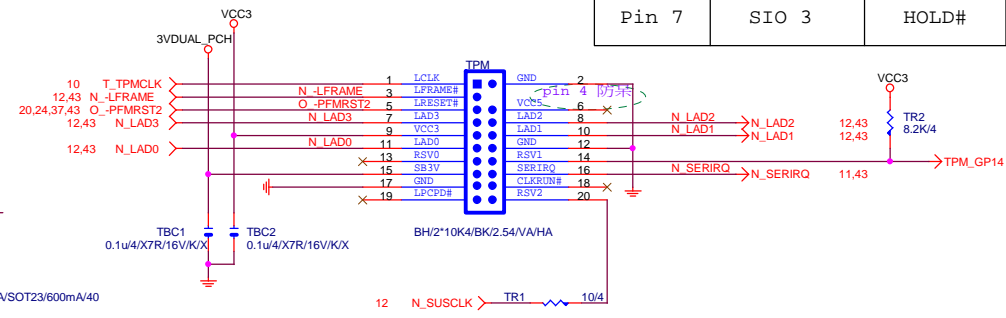 Pin 7 SIO 3 HOLD#
VCC3
3VDUAL_PCH
TPM
VCC3
10 T_TPMCLK 1 LCLK GND 2
12,43 N_-LFRAME N_-LFRAME 3 LFRAME# pin 4 防呆
20,24,37,43 O_-PFMRST2 O_-PFMRST2 5 LRESET# VCC5 6
12,43 N_LAD3 N_LAD3 7 LAD3 LAD2 8 N_LAD2 N_LAD2 12,43
9 VCC3 LAD1 10 N_LAD1 N_LAD1 12,43
TR2
8.2K/4
12,43 N_LAD0 N_LAD0 11 LAD0 GND 12
13 RSV0 RSV1 14 TPM_GP14
15 SB3V SERIRQ 16 N_SERIRQ N_SERIRQ 11,43
17 GND CLKRUN# 18
19 LPCPD# RSV2 20
TBC1 TBC2
0.1u/4/X7R/16V/K/X 0.1u/4/X7R/16V/K/X
BH/2*10K4/BK/2.54/VA/HA
A/SOT23/600mA/40
12 N_SUSCLK TR1 10/4